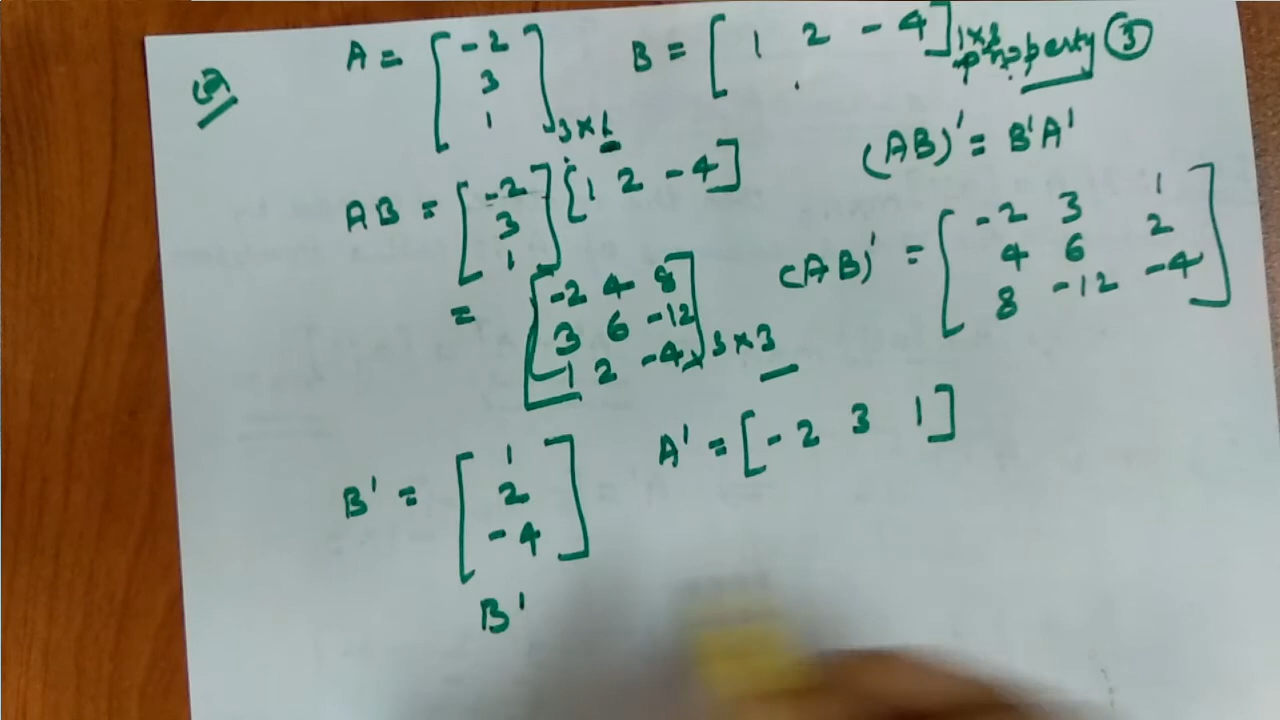 2)
A = [-2 3 1] 3×1
B = [1 2 -4] 1×3
property ③
(AB)' = B'A'
AB = [-2 3 1] [1 2 -4]
= [-2 4 8
3 6 -12
1 2 -4] 3×3
(AB)' = [-2 3 1
4 6 2
8 -12 -4]
B' = [1 2 -4]
A' = [-2 3 1]
B'